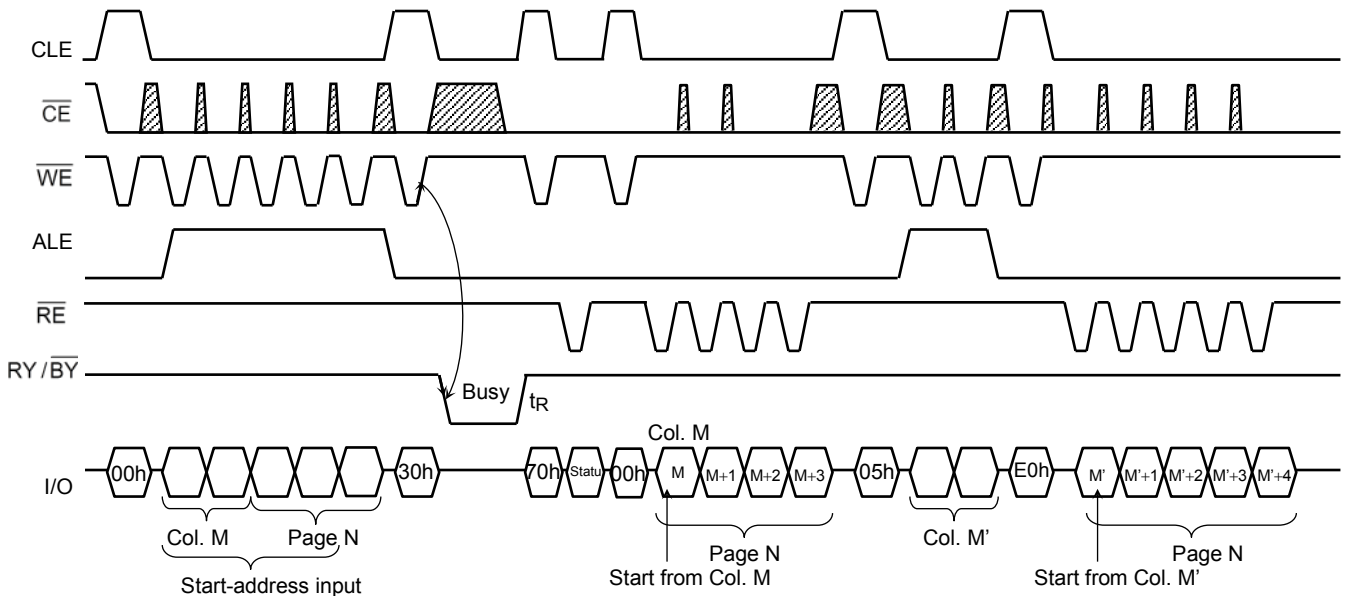 CLE
CE
WE
ALE
RE
RY / BY
Busy
tR
Col. M
I/O
00h
30h
70h
Statu
00h
M
M+1
M+2
M+3
05h
E0h
M'
M'+1
M'+2
M'+3
M'+4
Col. M
Page N
Col. M'
Page N
Page N
Start-address input
Start from Col. M
Start from Col. M'